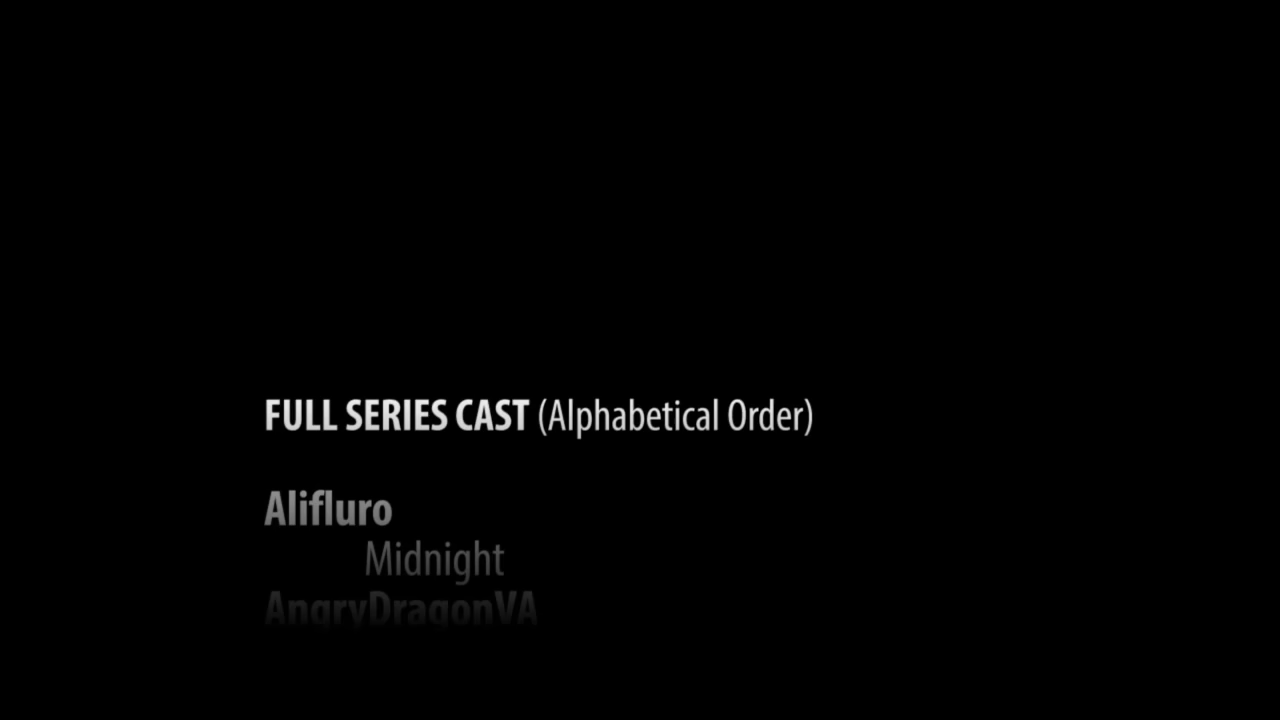 FULL SERIES CAST (Alphabetical Order)
Alifluro
Midnight
AngryDragonVA